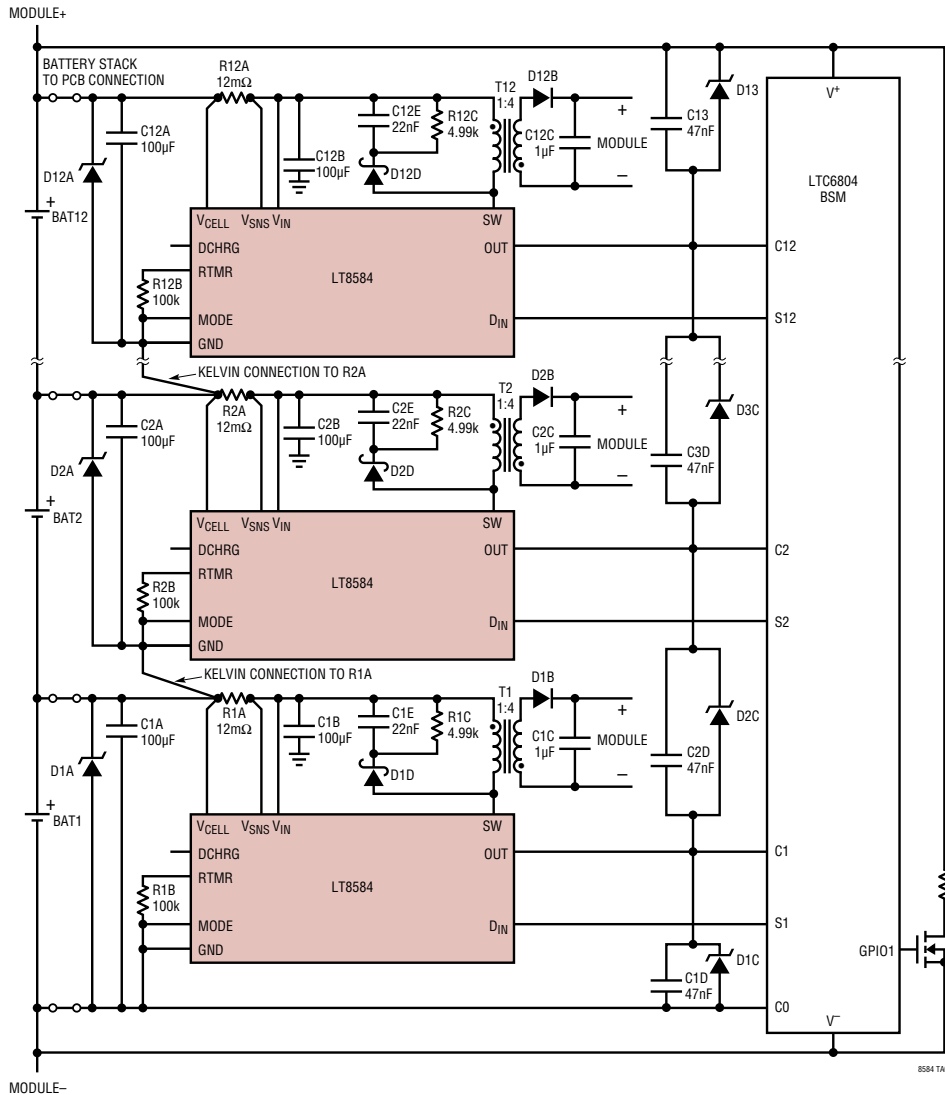 MODULE+
BATTERY STACK
TO PCB CONNECTION
R12A
12mΩ
C12A
100µF
D12A
+
BAT12
C12B
100µF
C12E
22nF
R12C
4.99k
D12D
T12
1:4
D12B
C12C
1µF
+
MODULE
–
C13
47nF
D13
V+
LTC6804
BSM
VCELL VSNS VIN
SW
DCHRG
OUT
C12
RTMR
LT8584
R12B
100k
MODE
DIN
S12
GND
KELVIN CONNECTION TO R2A
R2A
12mΩ
C2A
100µF
D2A
+
BAT2
C2B
100µF
C2E
22nF
R2C
4.99k
D2D
T2
1:4
D2B
C2C
1µF
+
MODULE
–
D3C
C3D
47nF
VCELL VSNS VIN
SW
DCHRG
OUT
C2
RTMR
LT8584
R2B
100k
MODE
DIN
S2
GND
KELVIN CONNECTION TO R1A
R1A
12mΩ
C1A
100µF
D1A
+
BAT1
C1B
100µF
C1E
22nF
R1C
4.99k
D1D
T1
1:4
D1B
C1C
1µF
+
MODULE
–
D2C
C2D
47nF
VCELL VSNS VIN
SW
DCHRG
OUT
C1
RTMR
LT8584
R1B
100k
MODE
DIN
S1
GND
GPIO1
D1C
C1D
47nF
C0
V–
8584
MODULE–